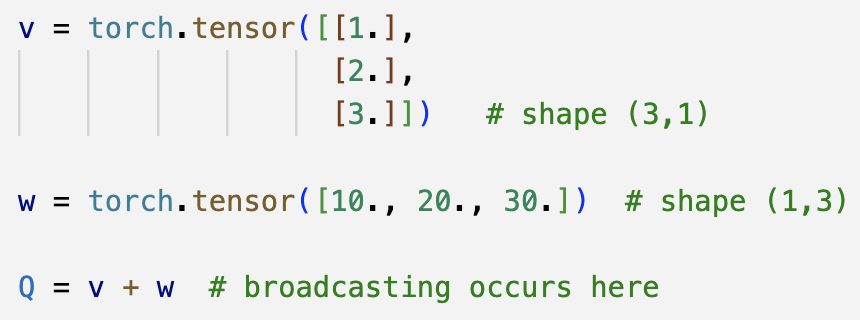 v = torch.tensor([[1.],
                  [2.],
                  [3.]])   # shape (3,1)
w = torch.tensor([10., 20., 30.])  # shape (1,3)
Q = v + w  # broadcasting occurs here